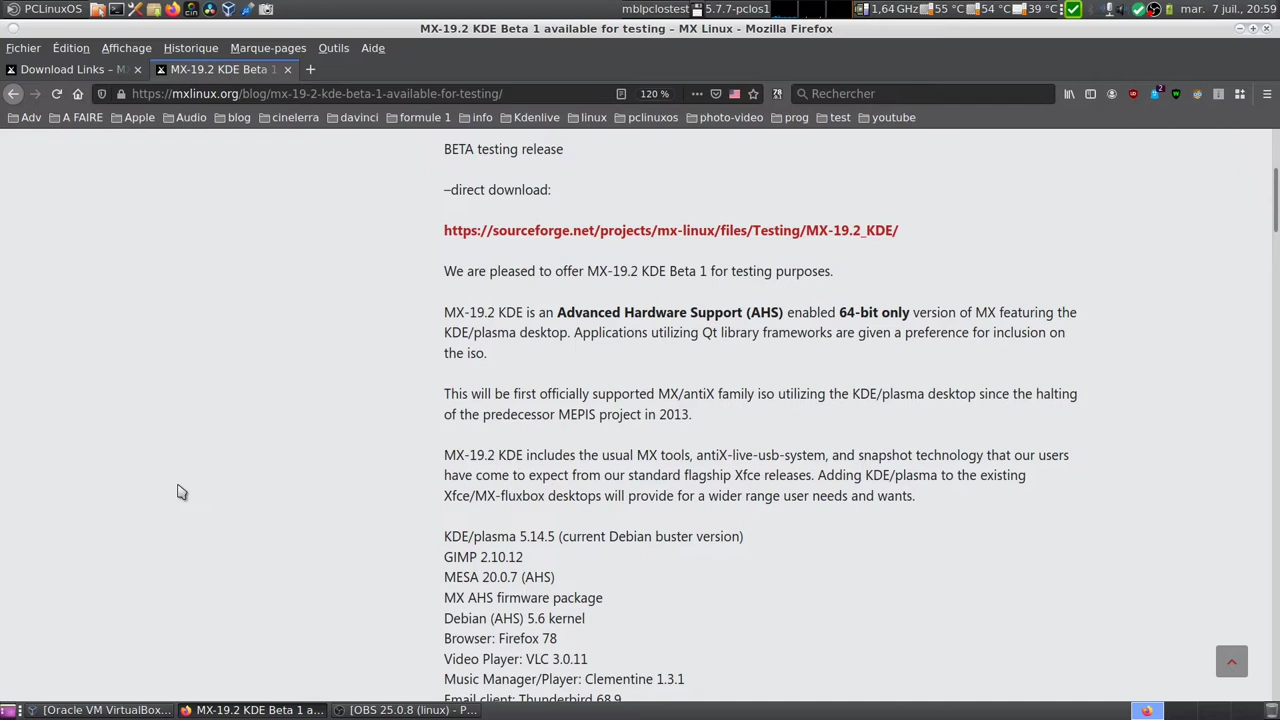 PCLinuxOS
mblpclostest
5.7.7-pclos1
1,04 GHz
55 °C
54 °C
39 °C
mar. 7 juil., 20:59
MX-19.2 KDE Beta 1 available for testing – MX Linux - Mozilla Firefox
Fichier Édition Affichage Historique Marque-pages Outils Aide
Download Links – M
MX-19.2 KDE Beta 1
https://mxlinux.org/blog/mx-19-2-kde-beta-1-available-for-testing/
120 %
Rechercher
78
2
Adv A FAIRE Apple Audio blog cinelerra davinci formule 1 info Kdenlive linux pclinuxos photo-video prog test youtube
BETA testing release
–direct download:
https://sourceforge.net/projects/mx-linux/files/Testing/MX-19.2_KDE/
We are pleased to offer MX-19.2 KDE Beta 1 for testing purposes.
MX-19.2 KDE is an Advanced Hardware Support (AHS) enabled 64-bit only version of MX featuring the
KDE/plasma desktop. Applications utilizing Qt library frameworks are given a preference for inclusion on
the iso.
This will be first officially supported MX/antiX family iso utilizing the KDE/plasma desktop since the halting
of the predecessor MEPIS project in 2013.
MX-19.2 KDE includes the usual MX tools, antiX-live-usb-system, and snapshot technology that our users
have come to expect from our standard flagship Xfce releases. Adding KDE/plasma to the existing
Xfce/MX-fluxbox desktops will provide for a wider range user needs and wants.
KDE/plasma 5.14.5 (current Debian buster version)
GIMP 2.10.12
MESA 20.0.7 (AHS)
MX AHS firmware package
Debian (AHS) 5.6 kernel
Browser: Firefox 78
Video Player: VLC 3.0.11
Music Manager/Player: Clementine 1.3.1
Email client: Thunderbird 68.9
[Oracle VM VirtualBox...
MX-19.2 KDE Beta 1 a...
[OBS 25.0.8 (linux) - P...